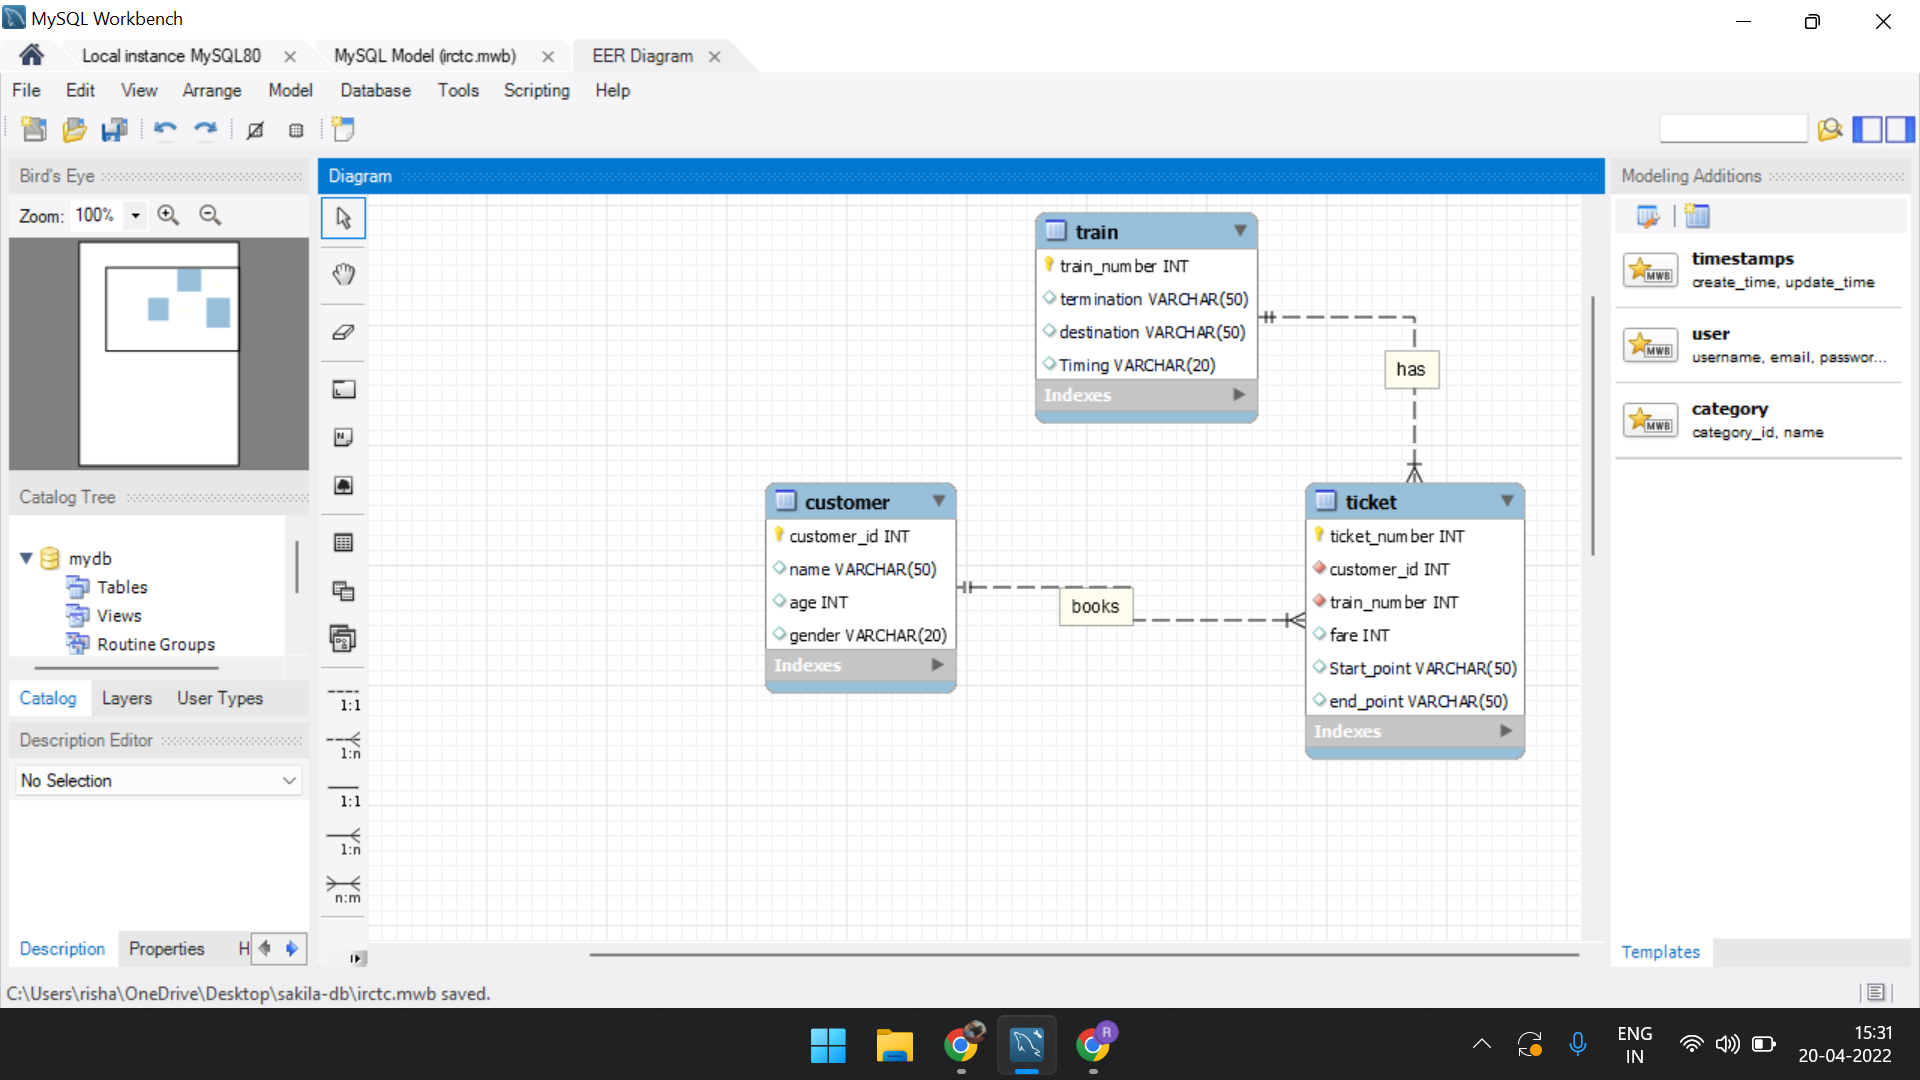 MySQL Workbench
Local instance MySQL80
MySQL Model (irctc.mwb)
EER Diagram
File Edit View Arrange Model Database Tools Scripting Help
Bird's Eye
Zoom: 100%
Catalog Tree
mydb
Tables
Views
Routine Groups
Catalog Layers User Types
Description Editor
No Selection
Description Properties H
Diagram
1:1
1:n
1:1
1:n
n:m
train
train_number INT
termination VARCHAR(50)
destination VARCHAR(50)
Timing VARCHAR(20)
Indexes
has
customer
customer_id INT
name VARCHAR(50)
age INT
gender VARCHAR(20)
Indexes
books
ticket
ticket_number INT
customer_id INT
train_number INT
fare INT
Start_point VARCHAR(50)
end_point VARCHAR(50)
Indexes
Modeling Additions
MWB
timestamps
create_time, update_time
MWB
user
username, email, passwor...
MWB
category
category_id, name
Templates
C:\Users\risha\OneDrive\Desktop\sakila-db\irctc.mwb saved.
R
ENG
IN
15:31
20-04-2022